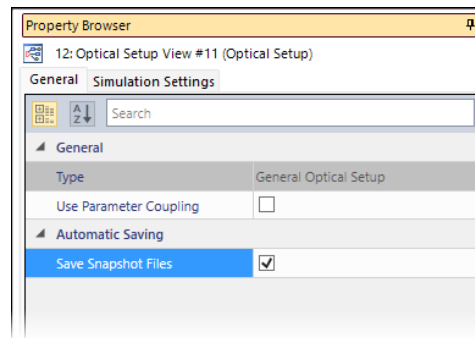 Property Browser
12: Optical Setup View #11 (Optical Setup)
General Simulation Settings
A Z Search
General
Type General Optical Setup
Use Parameter Coupling
Automatic Saving
Save Snapshot Files